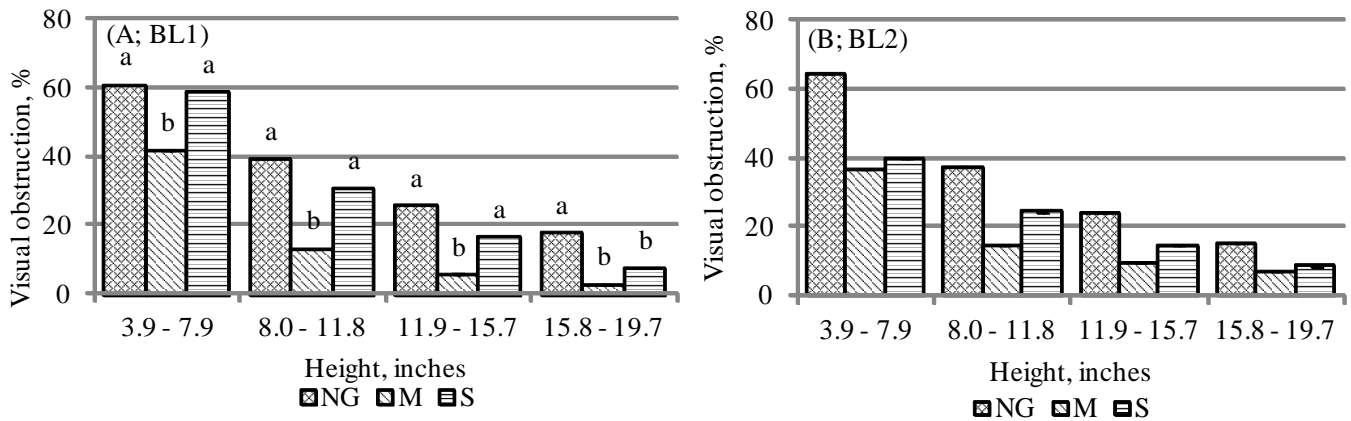 (A; BL1)
Visual obstruction, %
80
60
40
20
0
a
b
a
a
b
a
a
b
a
a
b
b
3.9 - 7.9
8.0 - 11.8
11.9 - 15.7
15.8 - 19.7
Height, inches
NG M S
(B; BL2)
Visual obstruction, %
80
60
40
20
0
3.9 - 7.9
8.0 - 11.8
11.9 - 15.7
15.8 - 19.7
Height, inches
NG M S